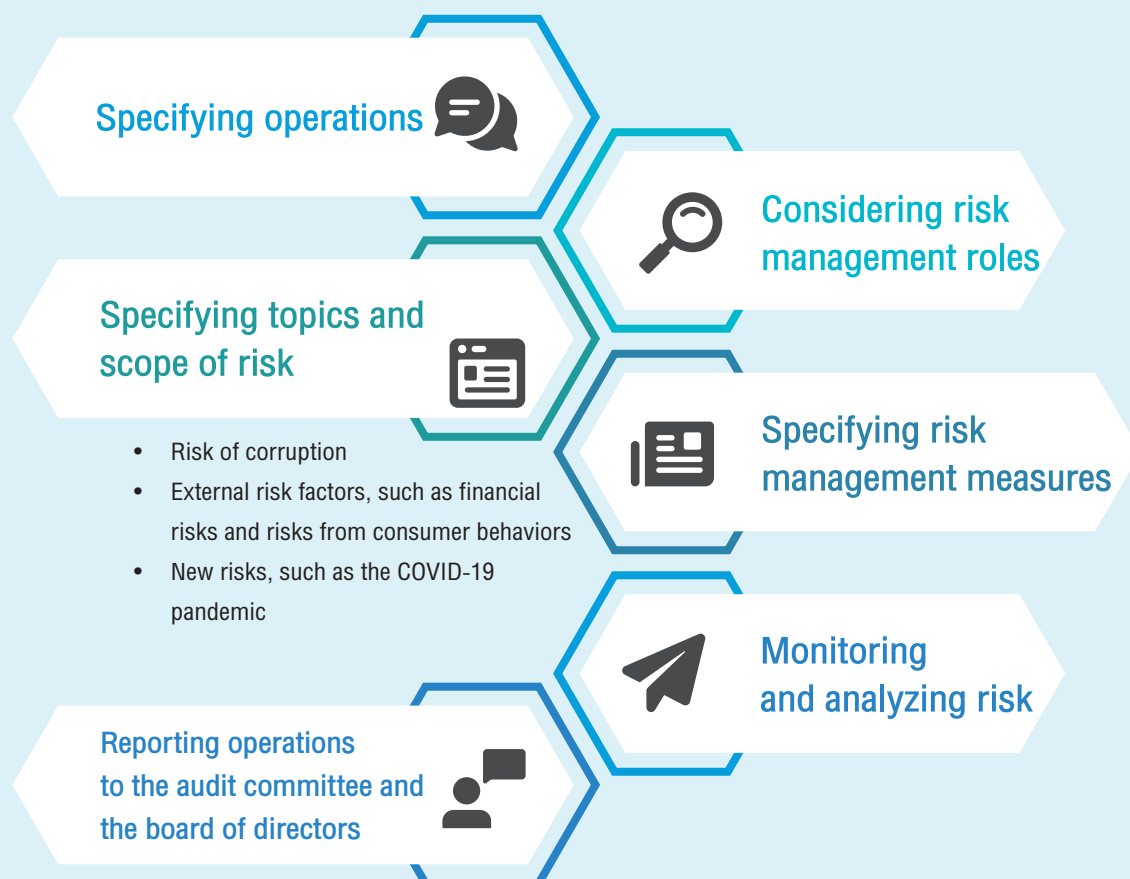 Specifying operations
Considering risk
management roles
Specifying topics and
scope of risk
• Risk of corruption
• External risk factors, such as financial
risks and risks from consumer behaviors
• New risks, such as the COVID-19
pandemic
Specifying risk
management measures
Monitoring
and analyzing risk
Reporting operations
to the audit committee and
the board of directors